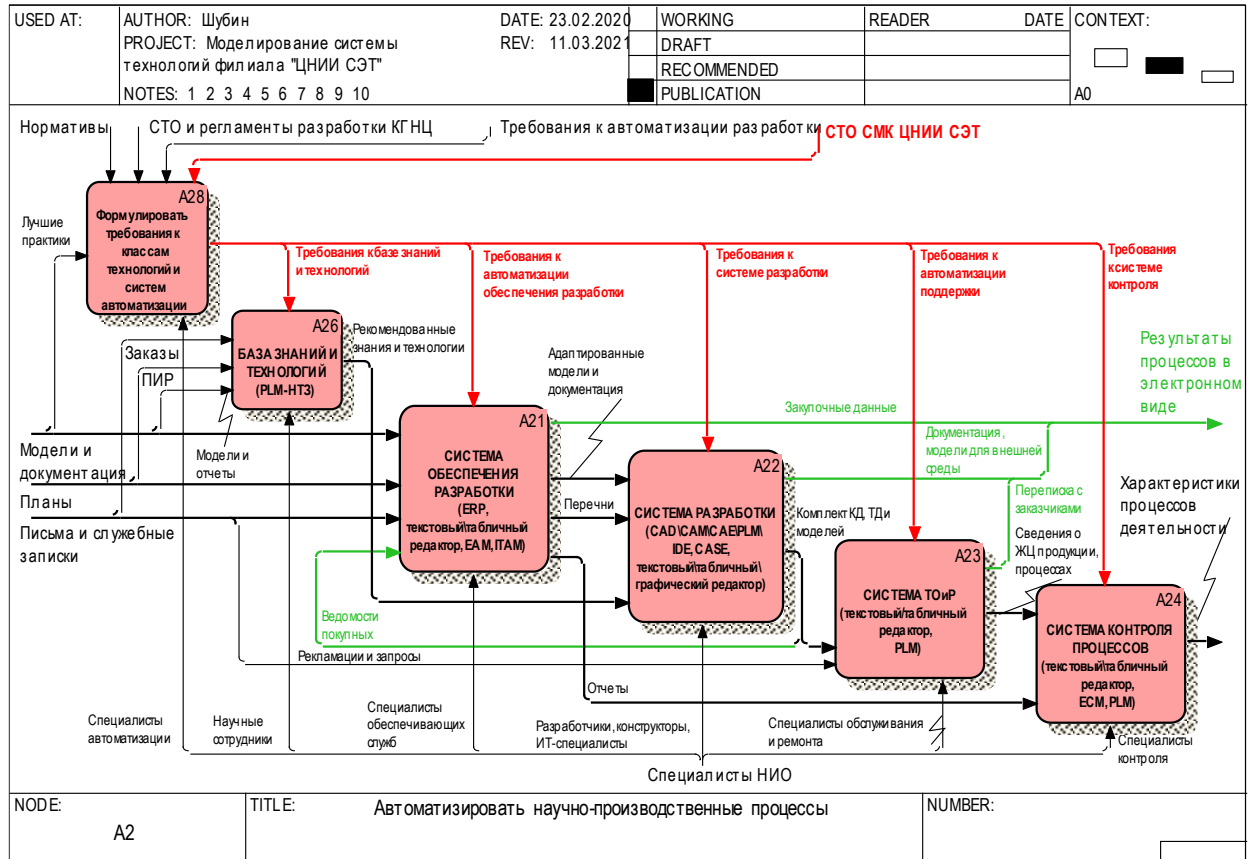 USED AT:
AUTHOR: Шубин
DATE: 23.02.2020
PROJECT: Моделирование системы
технологий филиала "ЦНИИ СЭТ"
REV: 11.03.2021
NOTES: 1 2 3 4 5 6 7 8 9 10
WORKING
DRAFT
RECOMMENDED
PUBLICATION
READER
DATE
CONTEXT:
A0
Нормативы
СТО и регламенты разработки КГНЦ
Требования к автоматизации разработки
СТО СМК ЦНИИ СЭТ
Лучшие
практики
A28
Формулировать
требования к
классам
технологий и
систем
автоматизации
Требования к базе знаний
и технологий
Требования к
автоматизации
обеспечения разработки
Требования к
системе разработки
Требования к
автоматизации
поддержки
Требования
к системе
контроля
Заказы
ПИР
A26
БАЗА ЗНАНИЙ И
ТЕХНОЛОГИЙ
(PLM-НТЗ)
Рекомендованные
знания и технологии
Адаптированные
модели и
документация
Результаты
процессов в
электронном
виде
Модели и
документация
Планы
Письма и служебные
записки
Модели и
отчеты
A21
СИСТЕМА
ОБЕСПЕЧЕНИЯ
РАЗРАБОТКИ
(ERP,
текстовый\табличный
редактор, EAM, ITAM)
Закупочные данные
Документация,
модели для внешней
среды
Перечни
A22
СИСТЕМА РАЗРАБОТКИ
(CAD\CAM\CAE\PLM\
IDE, CASE,
текстовый\табличный\
графический редактор)
Комплект КД, ТД и
моделей
Переписка с
заказчиками
Характеристики
процессов
деятельности
Сведения о
ЖЦ продукции,
процессах
A23
СИСТЕМА ТОиР
(текстовый/табличный
редактор,
PLM)
A24
СИСТЕМА КОНТРОЛЯ
ПРОЦЕССОВ
(текстовый\табличный
редактор,
ECM, PLM)
Ведомости
покупных
Рекламации и запросы
Отчеты
Специалисты
автоматизации
Научные
сотрудники
Специалисты
обеспечивающих
служб
Разработчики, конструкторы,
ИТ-специалисты
Специалисты обслуживания
и ремонта
Специалисты
контроля
Специалисты НИО
NODE:
A2
TITLE:
Автоматизировать научно-производственные процессы
NUMBER: